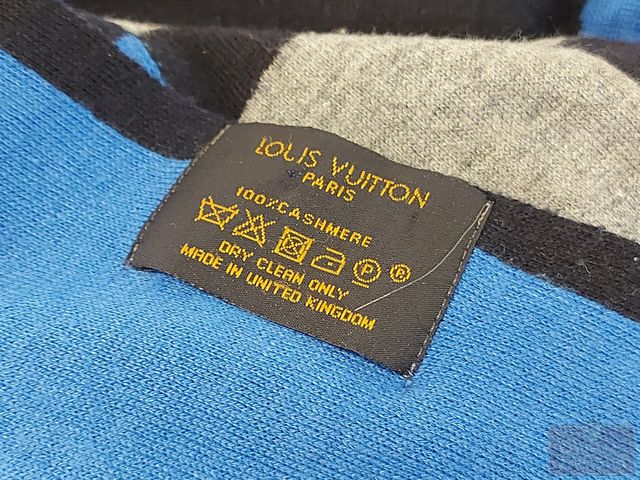 LOUIS VUITTON
PARIS
100%CASHMERE
P ®
DRY CLEAN ONLY
MADE IN UNITED KINGDOM